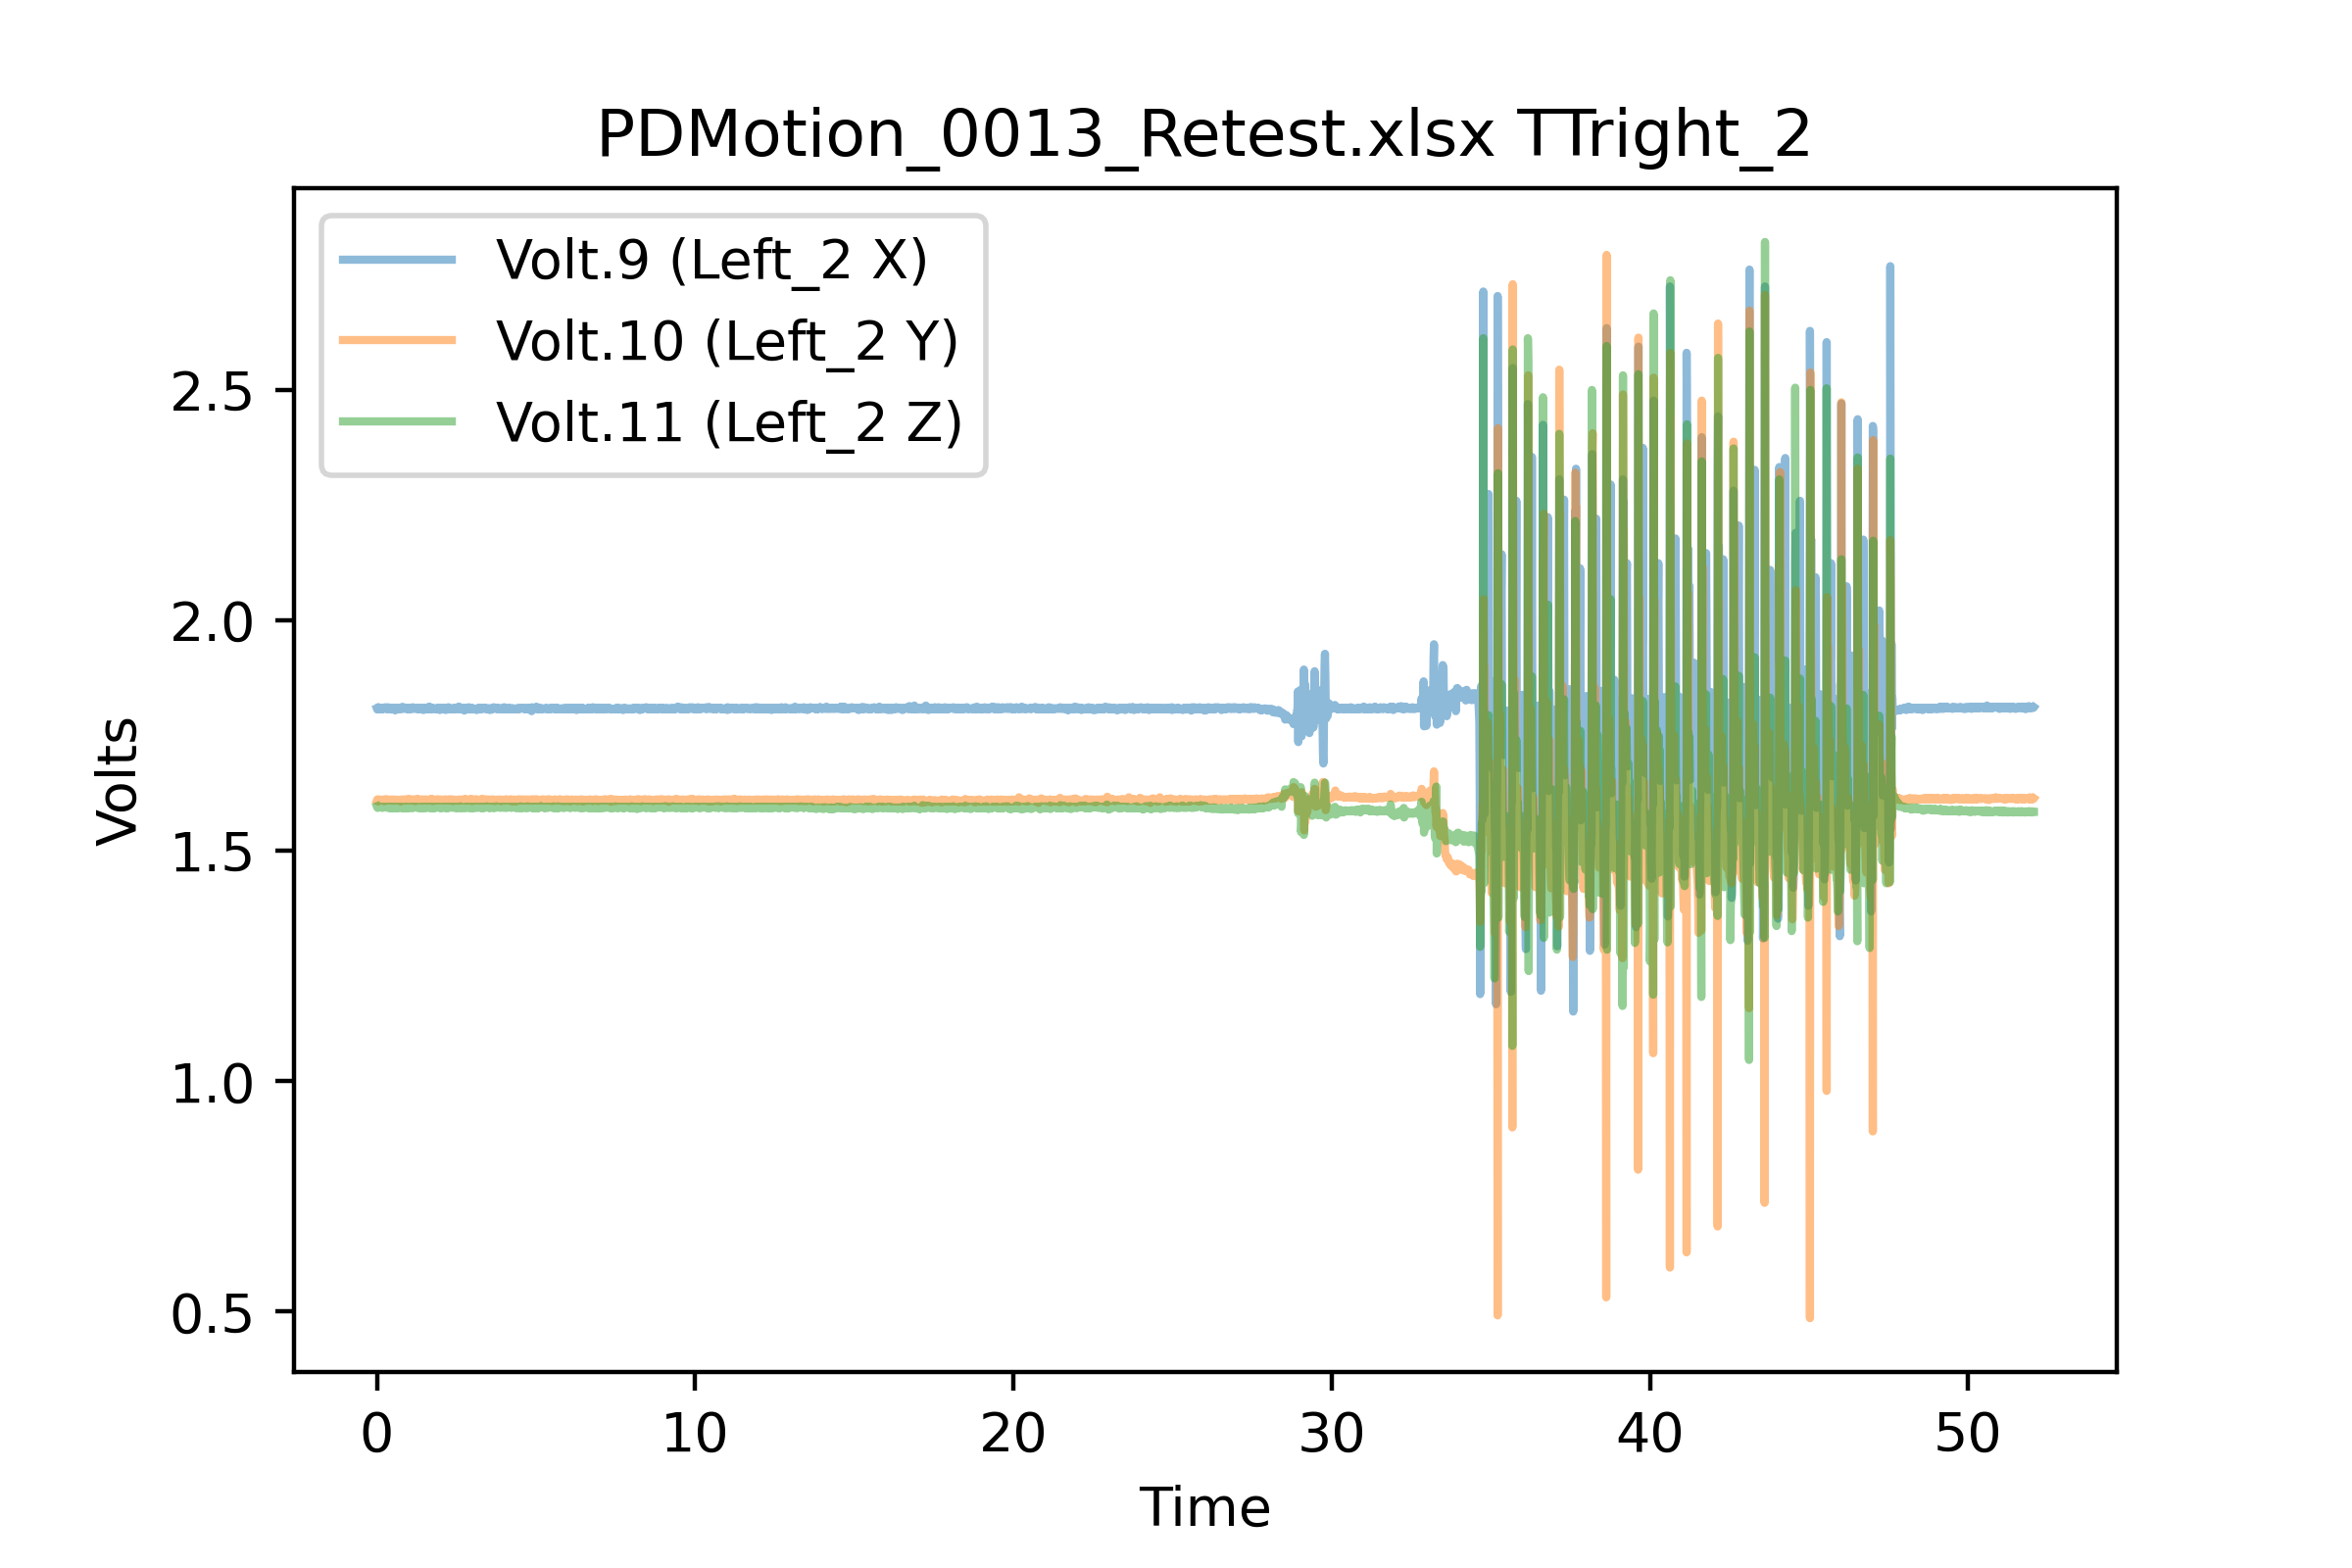 PDMotion_0013_Retest.xlsx TTright_2
Volt.9 (Left_2 X)
Volt.10 (Left_2 Y)
Volt.11 (Left_2 Z)
2.5
2.0
1.5
1.0
0.5
Volts
0 10 20 30 40 50
Time